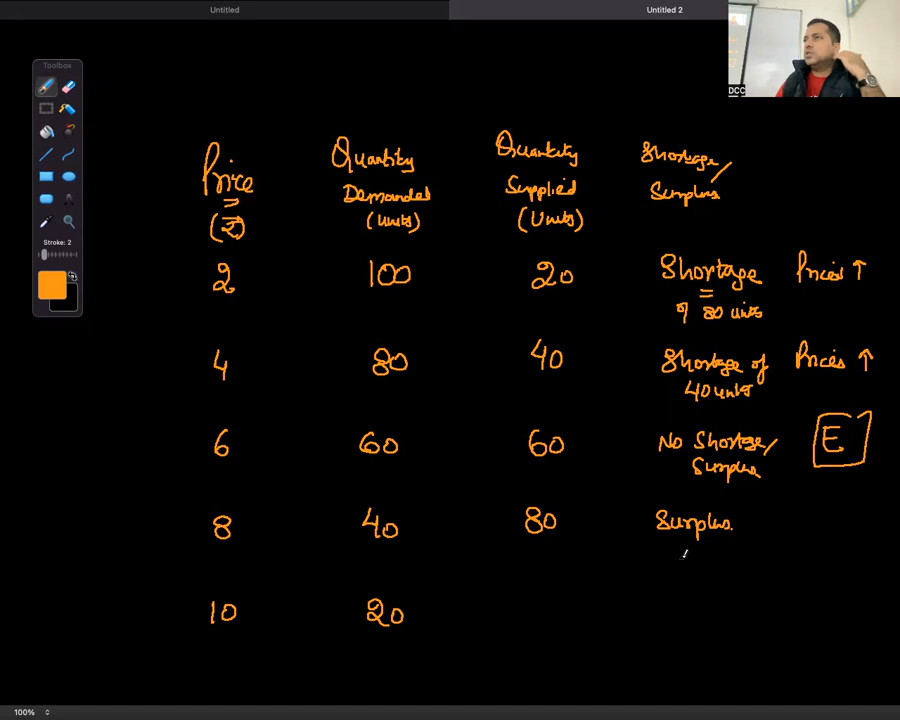 Untitled
Untitled 2
DCC
Toolbox
Stroke: 2
Price
(₹)
Quantity
Demanded
(Units)
Quantity
Supplied
(Units)
Shortage/
Surplus
2 100 20 Shortage Prices ↑
of 80 units
4 80 40 Shortage of Prices ↑
40 units
6 60 60 No Shortage/ E
Surplus
8 40 80 Surplus
10 20
100%